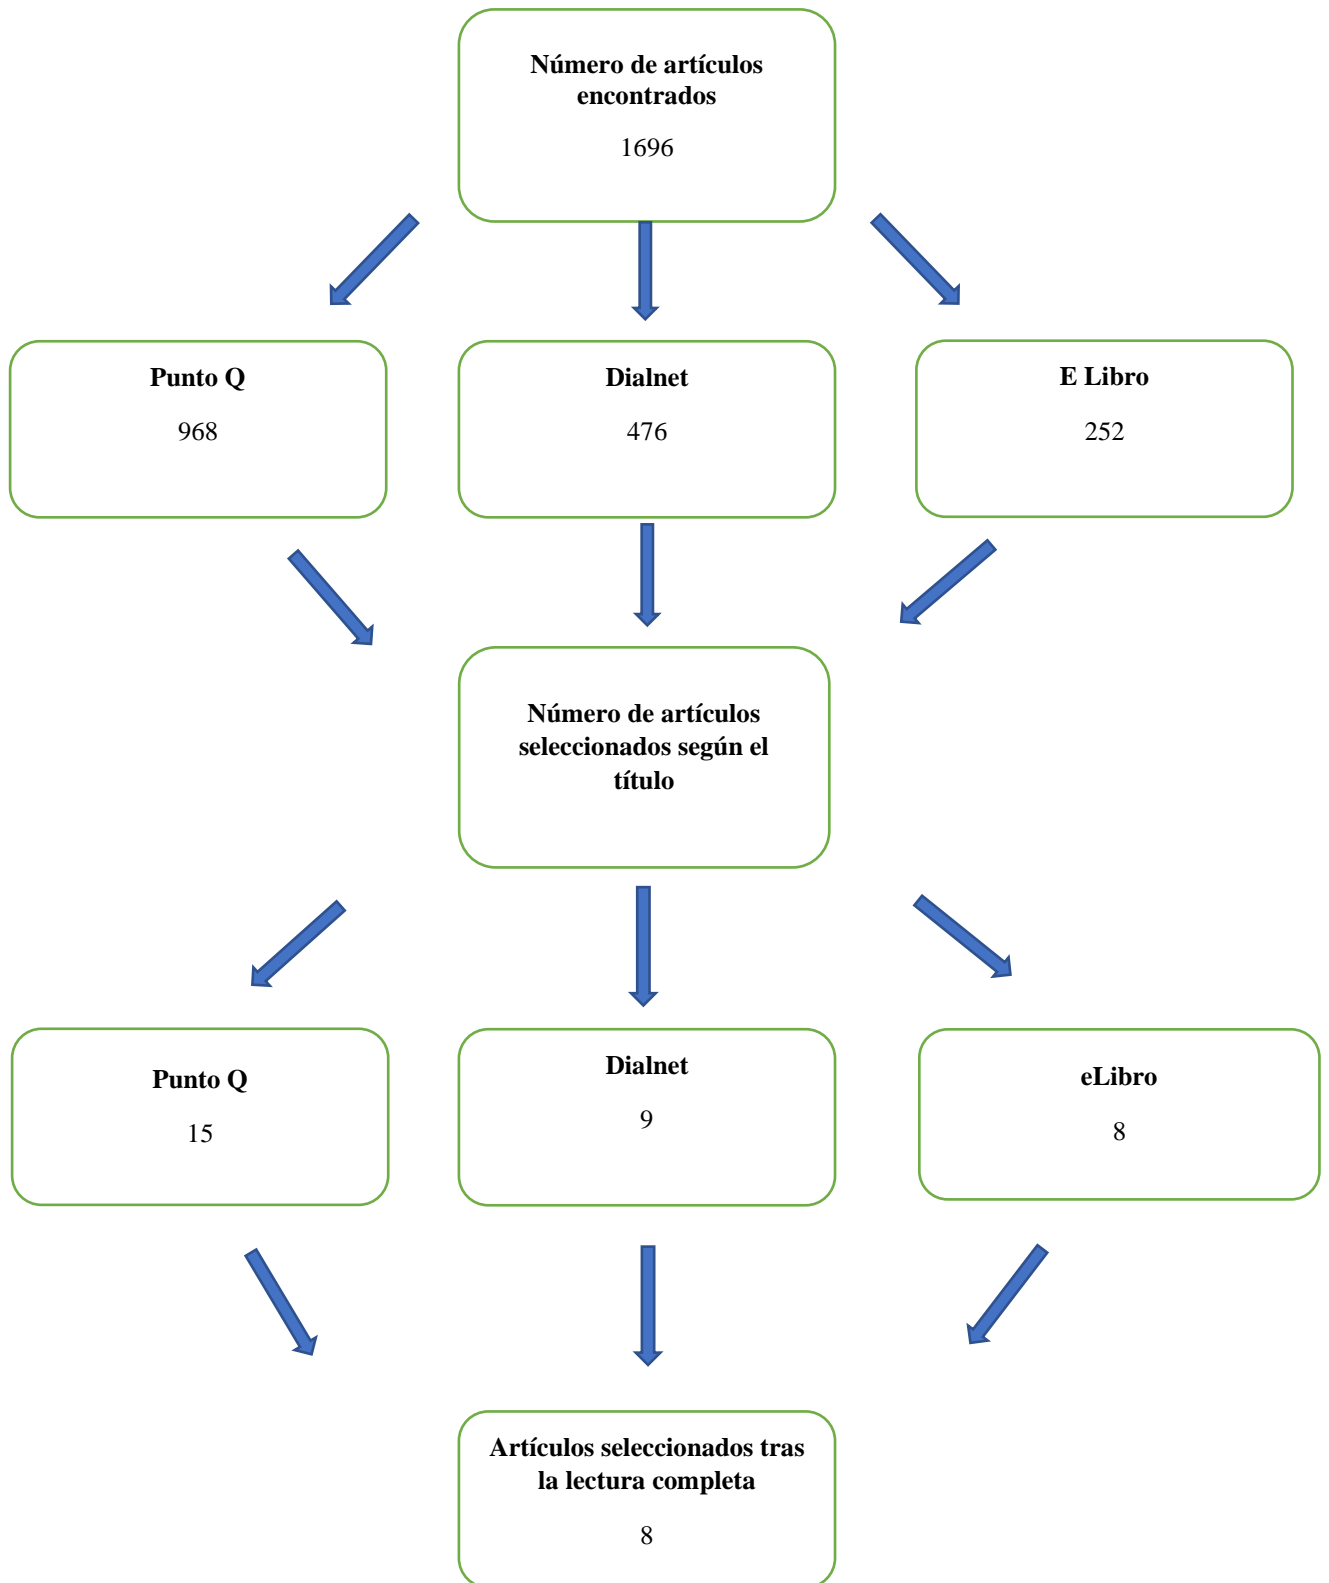 Número de artículos
encontrados
1696
Punto Q
968
Dialnet
476
E Libro
252
Número de artículos
seleccionados según el
título
Punto Q
15
Dialnet
9
eLibro
8
Artículos seleccionados tras
la lectura completa
8